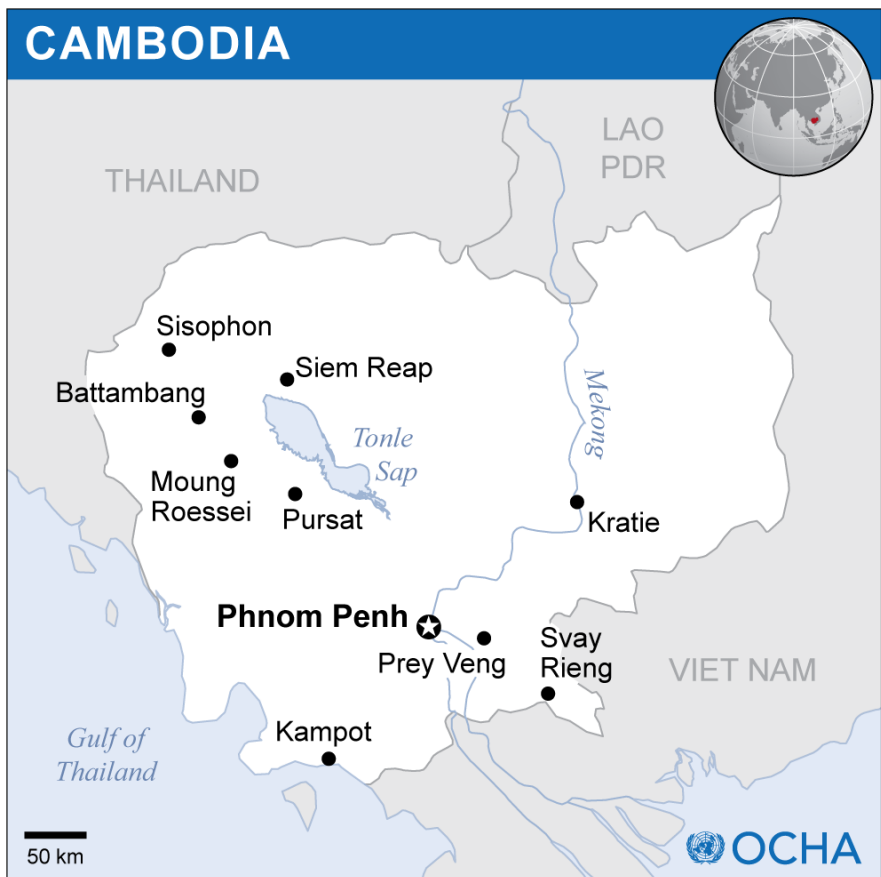 CAMBODIA
THAILAND
LAO
PDR
Sisophon
Siem Reap
Battambang
Mekong
Tonle
Sap
Moung
Roessei
Pursat
Kratie
Phnom Penh
Prey Veng
Svay
Rieng
VIET NAM
Kampot
Gulf of
Thailand
50 km
OCHA